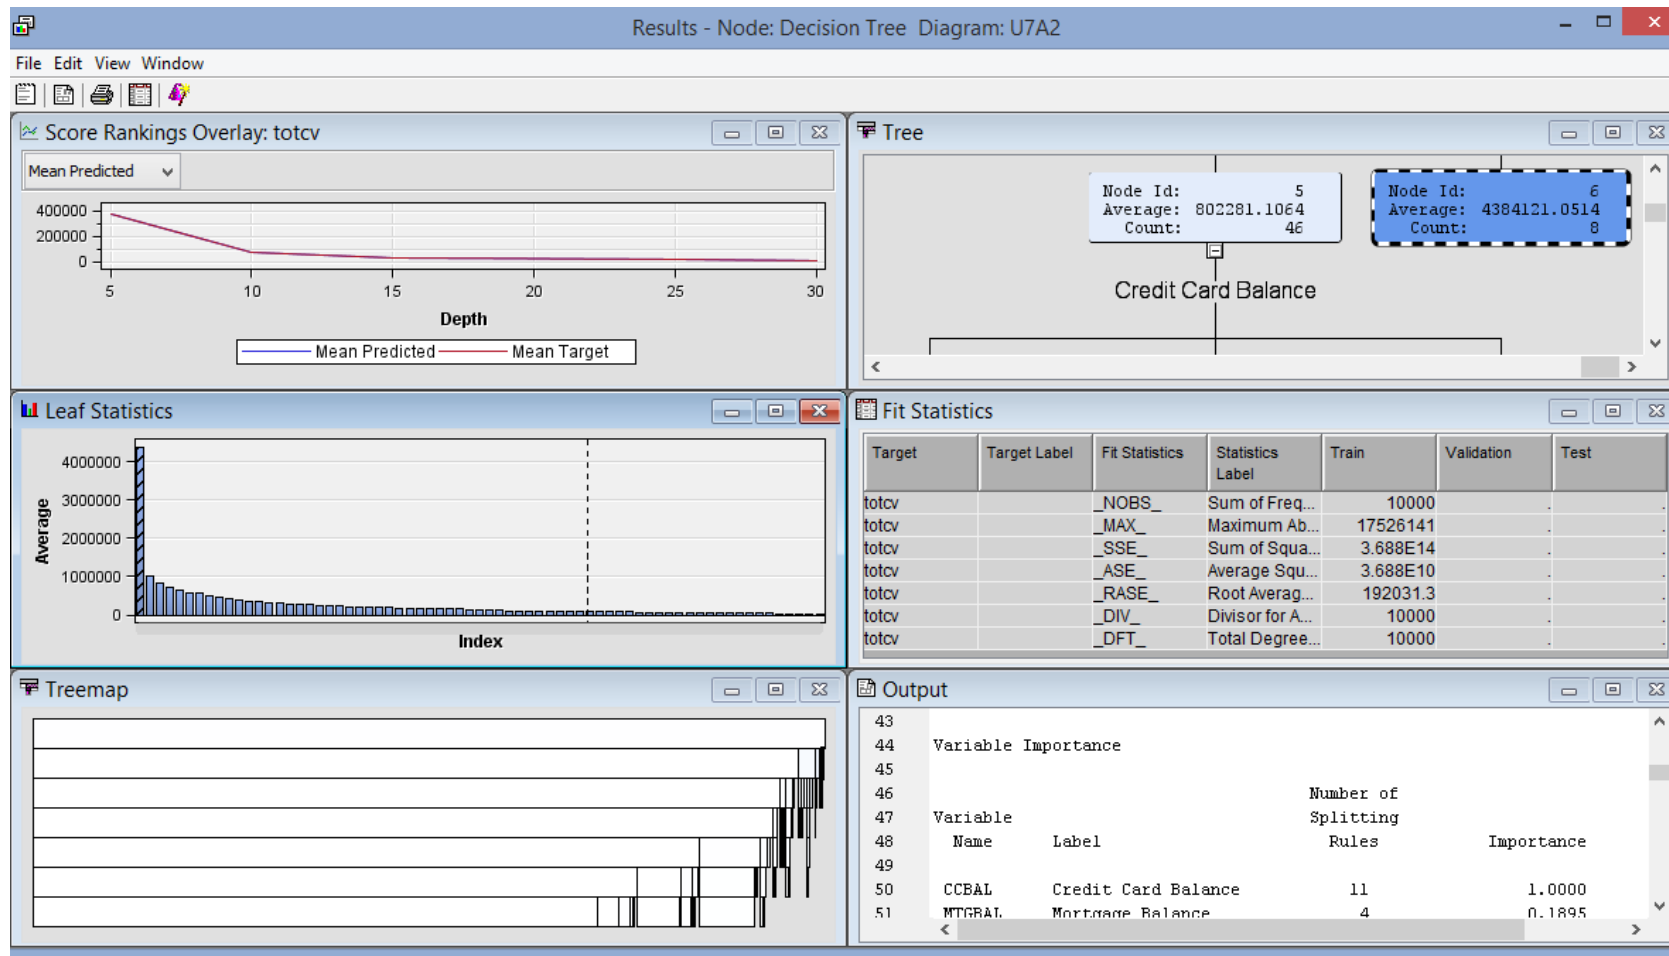 Results - Node: Decision Tree Diagram: U7A2
File Edit View Window
Score Rankings Overlay: totcv
Mean Predicted
400000
200000
0
5 10 15 20 25 30
Depth
Mean Predicted Mean Target
Tree
Node Id: 5
Average: 802281.1064
Count: 46
Node Id: 6
Average: 4384121.0514
Count: 8
Credit Card Balance
Leaf Statistics
Average
4000000
3000000
2000000
1000000
0
Index
Fit Statistics
Target Target Label Fit Statistics Statistics Label Train Validation Test
totcv _NOBS_ Sum of Freq... 10000 . .
totcv _MAX_ Maximum Ab... 17526141 . .
totcv _SSE_ Sum of Squa... 3.688E14 . .
totcv _ASE_ Average Squ... 3.688E10 . .
totcv _RASE_ Root Averag... 192031.3 . .
totcv _DIV_ Divisor for A... 10000 . .
totcv _DFT_ Total Degree... 10000 . .
Treemap
Output
43
44 Variable Importance
45
46 Number of
47 Variable Splitting
48 Name Label Rules Importance
49
50 CCBAL Credit Card Balance 11 1.0000
51 MTGBAL Mortgage Balance 4 0.1895